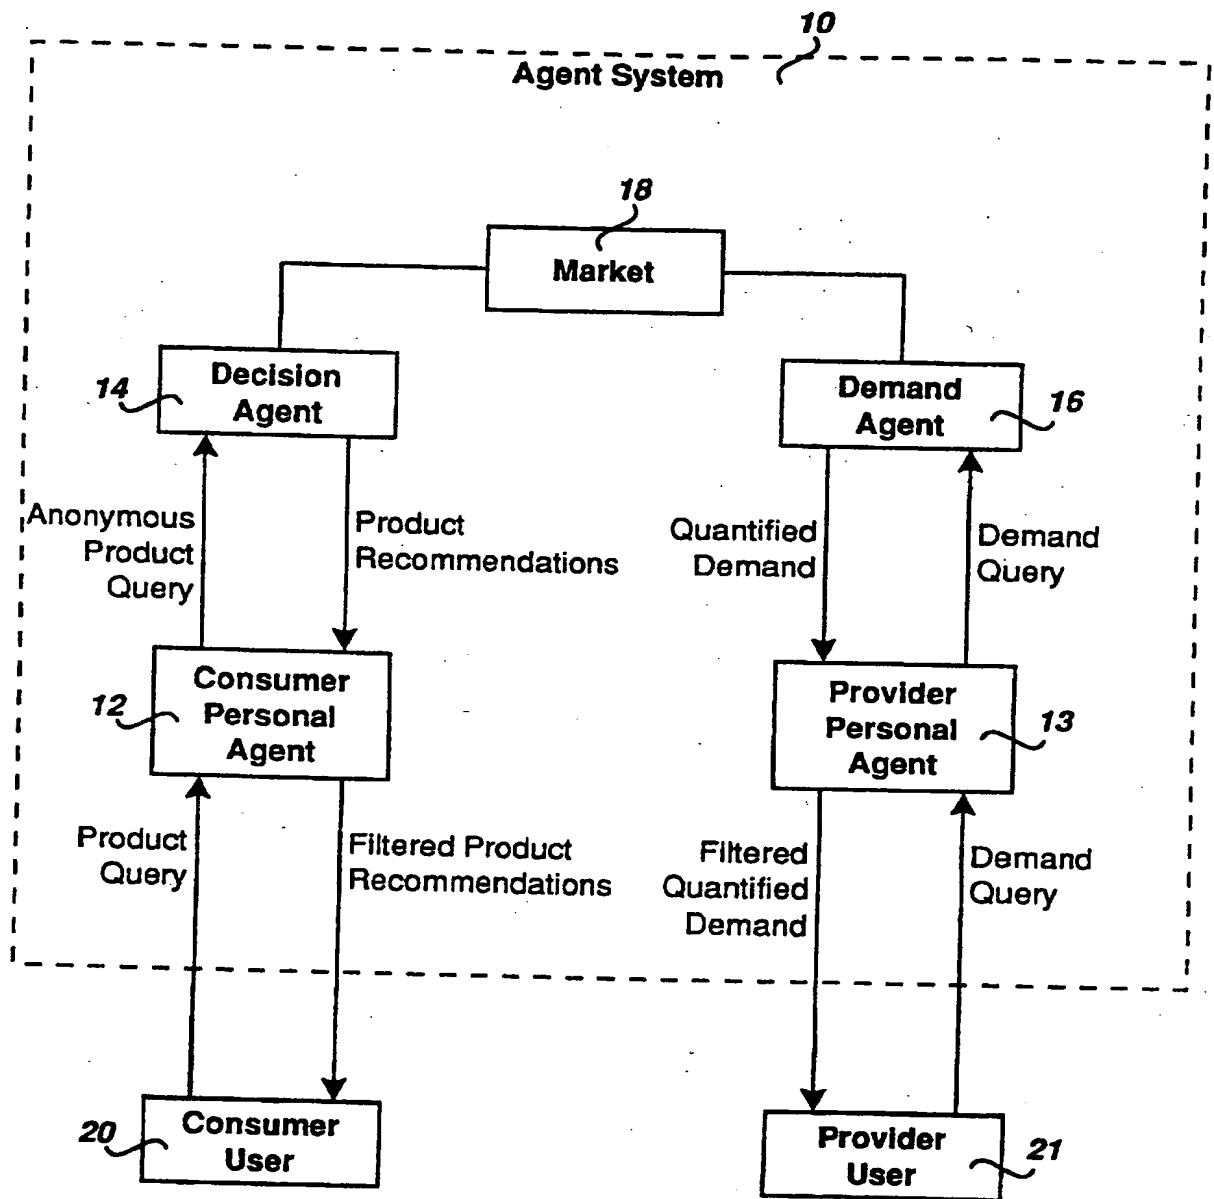 10
Agent System
18
Market
14
Decision
Agent
Demand
Agent
16
Anonymous
Product
Query
Product
Recommendations
Quantified
Demand
Demand
Query
12
Consumer
Personal
Agent
Provider
Personal
Agent
13
Product
Query
Filtered Product
Recommendations
Filtered
Quantified
Demand
Demand
Query
20
Consumer
User
Provider
User
21